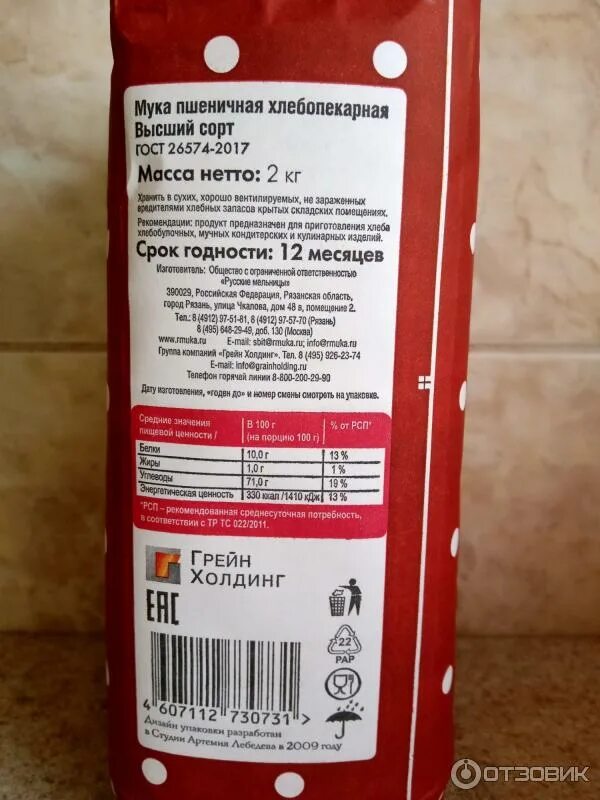 Мука пшеничная хлебопекарная
Высший сорт
ГОСТ 26574-2017
Масса нетто: 2 кг
Хранить в сухих, хорошо вентилируемых, не зараженных
вредителями хлебных запасов крытых складских помещениях.
Рекомендации: продукт предназначен для приготовления хлеба
хлебобулочных, мучных кондитерских и кулинарных изделий.
Срок годности: 12 месяцев
Изготовитель: Общество с ограниченной ответственностью
«Русские мельницы»
390029, Российская Федерация, Рязанская область,
город Рязань, улица Чкалова, дом 48 в, помещение 2.
Тел.: 8 (4912) 97-51-81, 8 (4912) 97-57-70 (Рязань)
8 (495) 648-29-49, доб. 130 (Москва)
www.rmuka.ru E-mail: sbit@rmuka.ru; info@rmuka.ru
Группа компаний «Грейн Холдинг». Тел. 8 (495) 926-23-74
E-mail: info@grainholding.ru
Телефон горячей линии 8-800-200-29-90
Дату изготовления, «годен до» и номер смены смотреть на упаковке.
Средние значения пищевой ценности / В 100 г (на порцию 100 г) % от РСП*
Белки 10,0 г 13 %
Жиры 1,0 г 1 %
Углеводы 71,0 г 19 %
Энергетическая ценность 330 ккал /1410 кДж 13 %
*РСП – рекомендованная среднесуточная потребность,
в соответствии с ТР ТС 022/2011.
ГРЕЙН
ХОЛДИНГ
EAC
22
PAP
4 607112 730731 >
Дизайн упаковки разработан
в Студии Артемия Лебедева в 2009 году
ОТЗОВИК